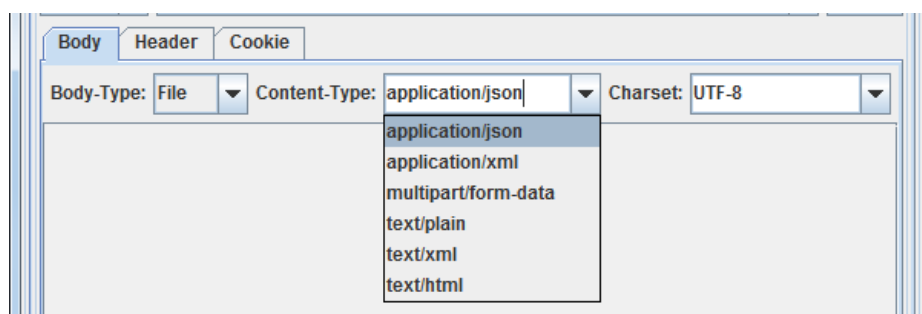 Body Header Cookie
Body-Type: File Content-Type: application/json Charset: UTF-8
application/json
application/xml
multipart/form-data
text/plain
text/xml
text/html